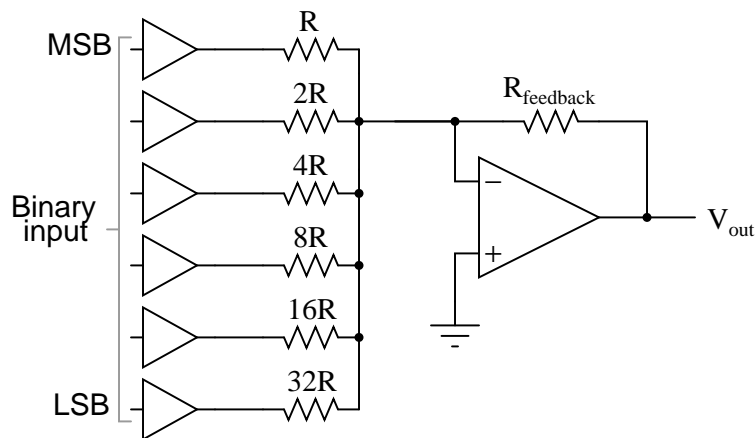 MSB
R
2R
R feedback
4R
−
Binary
input
V out
8R
+
16R
32R
LSB